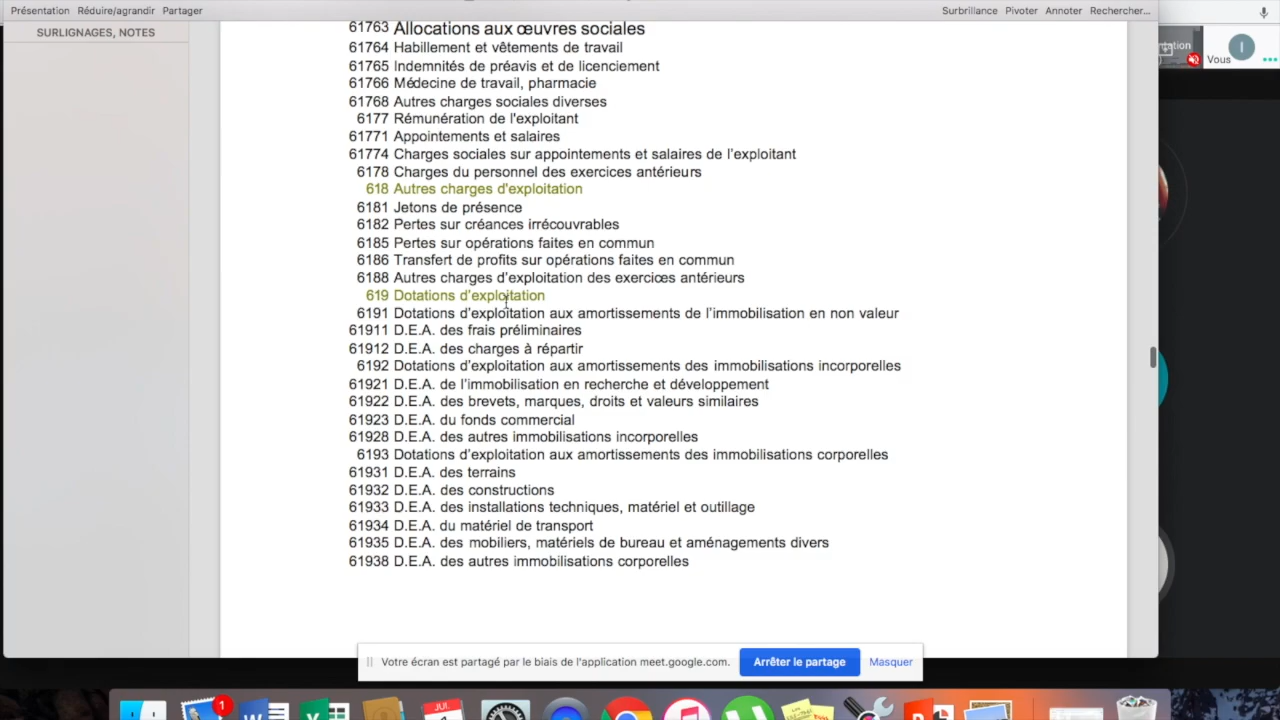 Présentation Réduire/agrandir Partager
Surbrillance Pivoter Annoter Rechercher...
SURLIGNAGES, NOTES
Vous
I
61763 Allocations aux œuvres sociales
61764 Habillement et vêtements de travail
61765 Indemnités de préavis et de licenciement
61766 Médecine de travail, pharmacie
61768 Autres charges sociales diverses
6177 Rémunération de l'exploitant
61771 Appointements et salaires
61774 Charges sociales sur appointements et salaires de l'exploitant
6178 Charges du personnel des exercices antérieurs
618 Autres charges d'exploitation
6181 Jetons de présence
6182 Pertes sur créances irrécouvrables
6185 Pertes sur opérations faites en commun
6186 Transfert de profits sur opérations faites en commun
6188 Autres charges d'exploitation des exercices antérieurs
619 Dotations d'exploitation
6191 Dotations d'exploitation aux amortissements de l'immobilisation en non valeur
61911 D.E.A. des frais préliminaires
61912 D.E.A. des charges à répartir
6192 Dotations d'exploitation aux amortissements des immobilisations incorporelles
61921 D.E.A. de l'immobilisation en recherche et développement
61922 D.E.A. des brevets, marques, droits et valeurs similaires
61923 D.E.A. du fonds commercial
61928 D.E.A. des autres immobilisations incorporelles
6193 Dotations d'exploitation aux amortissements des immobilisations corporelles
61931 D.E.A. des terrains
61932 D.E.A. des constructions
61933 D.E.A. des installations techniques, matériel et outillage
61934 D.E.A. du matériel de transport
61935 D.E.A. des mobiliers, matériels de bureau et aménagements divers
61938 D.E.A. des autres immobilisations corporelles
Votre écran est partagé par le biais de l'application meet.google.com. Arrêter le partage Masquer
1
JUIL.